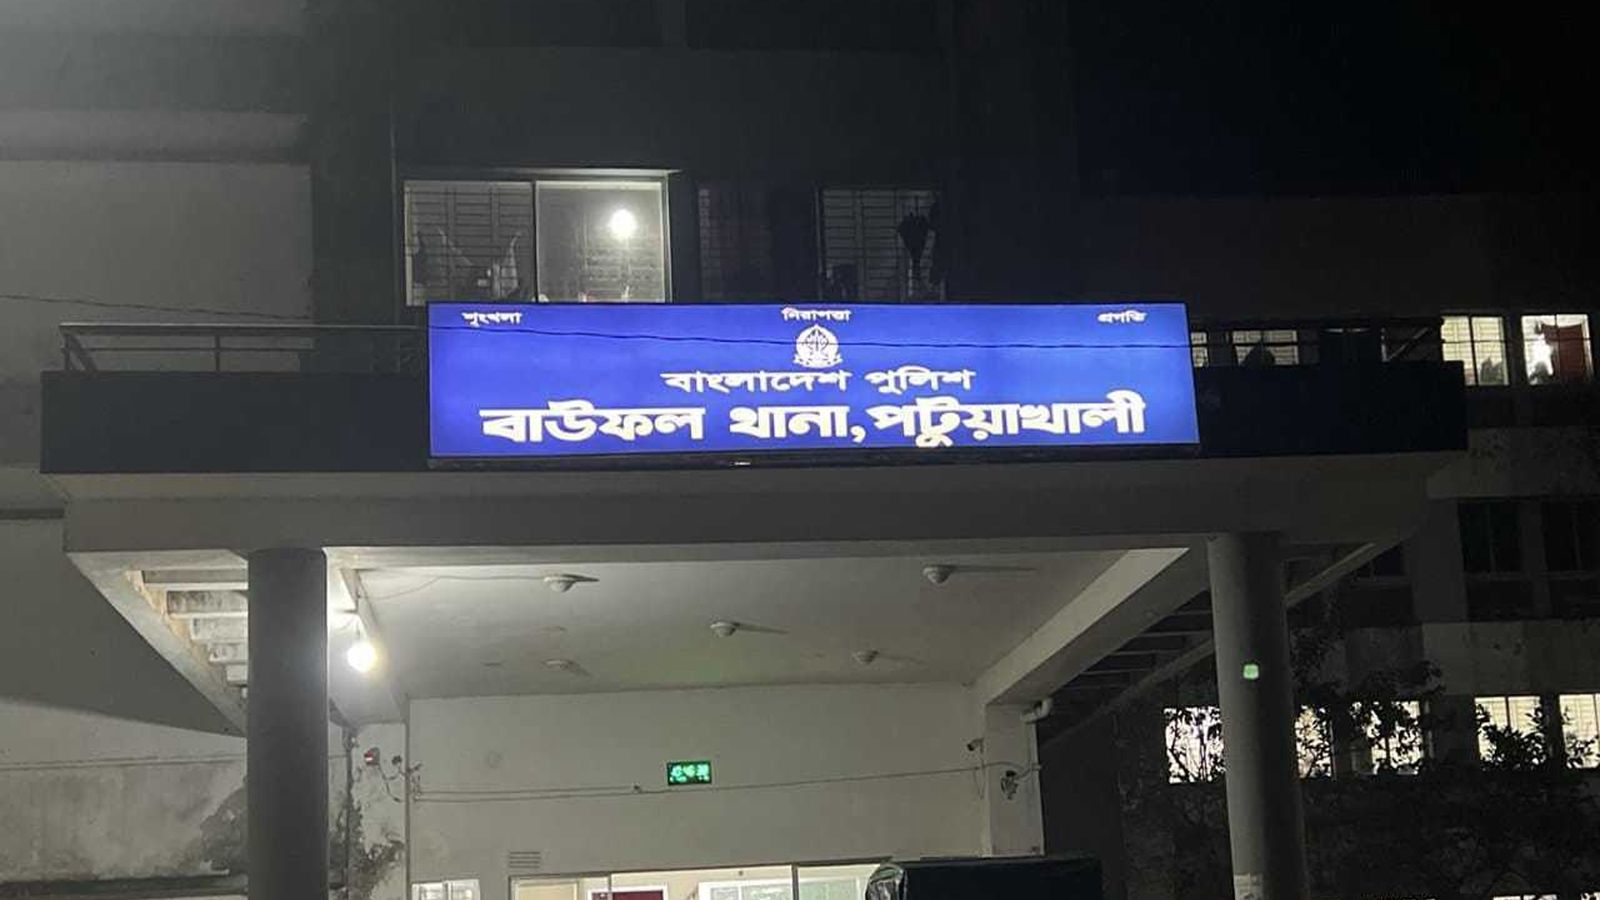 শৃংখলা নিরাপত্তা প্রগতি
বাংলাদেশ পুলিশ
বাউফল থানা, পটুয়াখালী